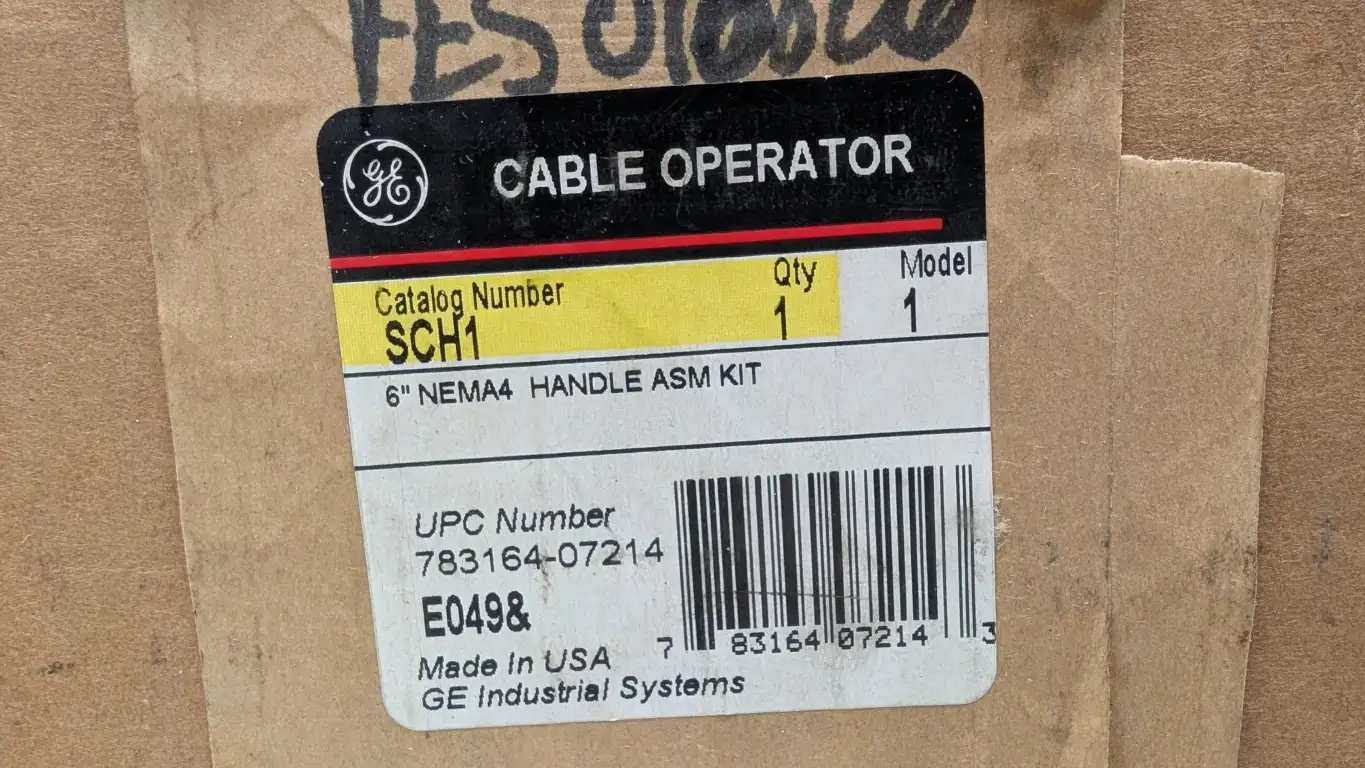 GE
CABLE OPERATOR
Catalog Number Qty Model
SCH1 1 1
6" NEMA4 HANDLE ASM KIT
UPC Number
783164-07214
E049&
7 83164 07214 3
Made In USA
GE Industrial Systems